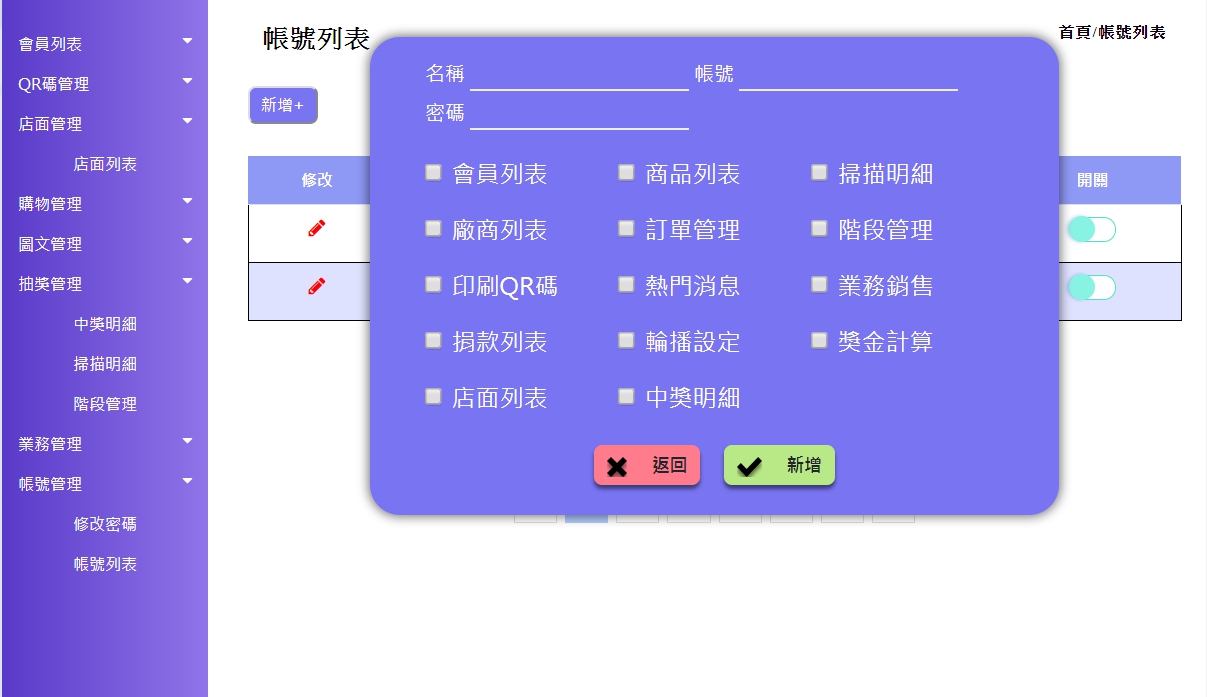 會員列表
QR碼管理
店面管理
店面列表
購物管理
圖文管理
抽獎管理
中獎明細
掃描明細
階段管理
業務管理
帳號管理
修改密碼
帳號列表
帳號列表
首頁/帳號列表
新增+
修改
開關
名稱 帳號
密碼
會員列表 商品列表 掃描明細
廠商列表 訂單管理 階段管理
印刷QR碼 熱門消息 業務銷售
捐款列表 輪播設定 獎金計算
店面列表 中獎明細
返回 新增